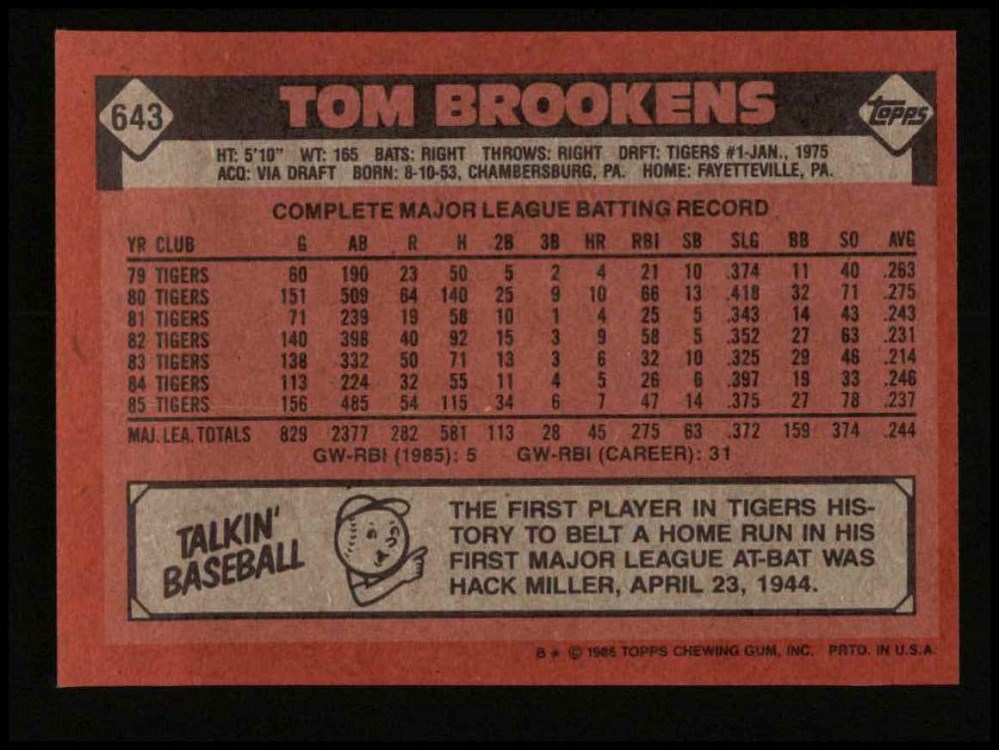 643
TOM BROOKENS
topps
HT: 5'10" WT: 165 BATS: RIGHT THROWS: RIGHT DRFT: TIGERS #1-JAN., 1975
ACQ: VIA DRAFT BORN: 8-10-53, CHAMBERSBURG, PA. HOME: FAYETTEVILLE, PA.
COMPLETE MAJOR LEAGUE BATTING RECORD
YR CLUB G AB R H 2B 3B HR RBI SB SLG BB SO AVG
79 TIGERS 60 190 23 50 5 2 4 21 10 .374 11 40 .263
80 TIGERS 151 509 64 140 25 9 10 66 13 .418 32 71 .275
81 TIGERS 71 239 19 58 10 1 4 25 5 .343 14 43 .243
82 TIGERS 140 398 40 92 15 3 9 58 5 .352 27 63 .231
83 TIGERS 138 332 50 71 13 3 6 32 10 .325 29 46 .214
84 TIGERS 113 224 32 55 11 4 5 26 6 .397 19 33 .246
85 TIGERS 156 485 54 115 34 6 7 47 14 .375 27 78 .237
MAJ. LEA. TOTALS 829 2377 282 581 113 28 45 275 63 .372 159 374 .244
GW-RBI (1985): 5 GW-RBI (CAREER): 31
TALKIN'
BASEBALL
THE FIRST PLAYER IN TIGERS HIS-
TORY TO BELT A HOME RUN IN HIS
FIRST MAJOR LEAGUE AT-BAT WAS
HACK MILLER, APRIL 23, 1944.
B * © 1986 TOPPS CHEWING GUM, INC. PRTD. IN U.S.A.